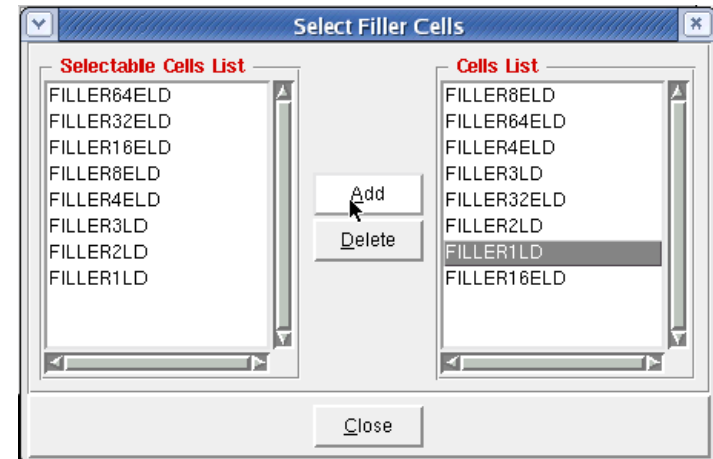 Select Filler Cells
Selectable Cells List
FILLER64ELD
FILLER32ELD
FILLER16ELD
FILLER8ELD
FILLER4ELD
FILLER3LD
FILLER2LD
FILLER1LD
Add
Delete
Cells List
FILLER8ELD
FILLER64ELD
FILLER4ELD
FILLER3LD
FILLER32ELD
FILLER2LD
FILLER1LD
FILLER16ELD
Close